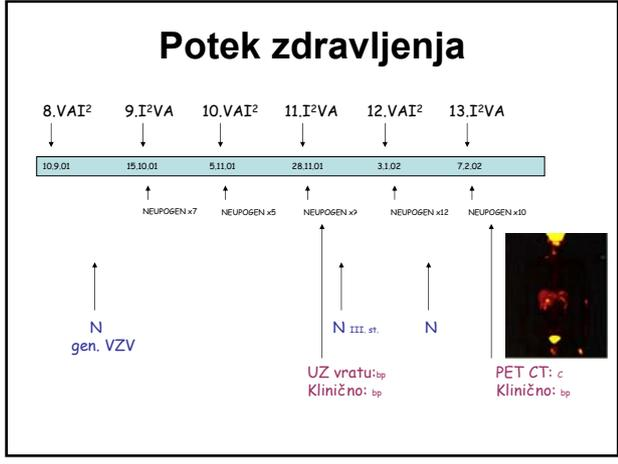 Potek zdravljenja
8.VAI² 9.I²VA 10.VAI² 11.I²VA 12.VAI² 13.I²VA
10,9.01 15,10.01 5,11.01 28,11.01 3,1.02 7,2.02
NEUPOGEN x7 NEUPOGEN x5 NEUPOGEN NEUPOGEN x12 NEUPOGEN x10
N N III. st. N
gen. VZV
UZ vratu:bp PET CT: c
Klinično: bp Klinično: bp